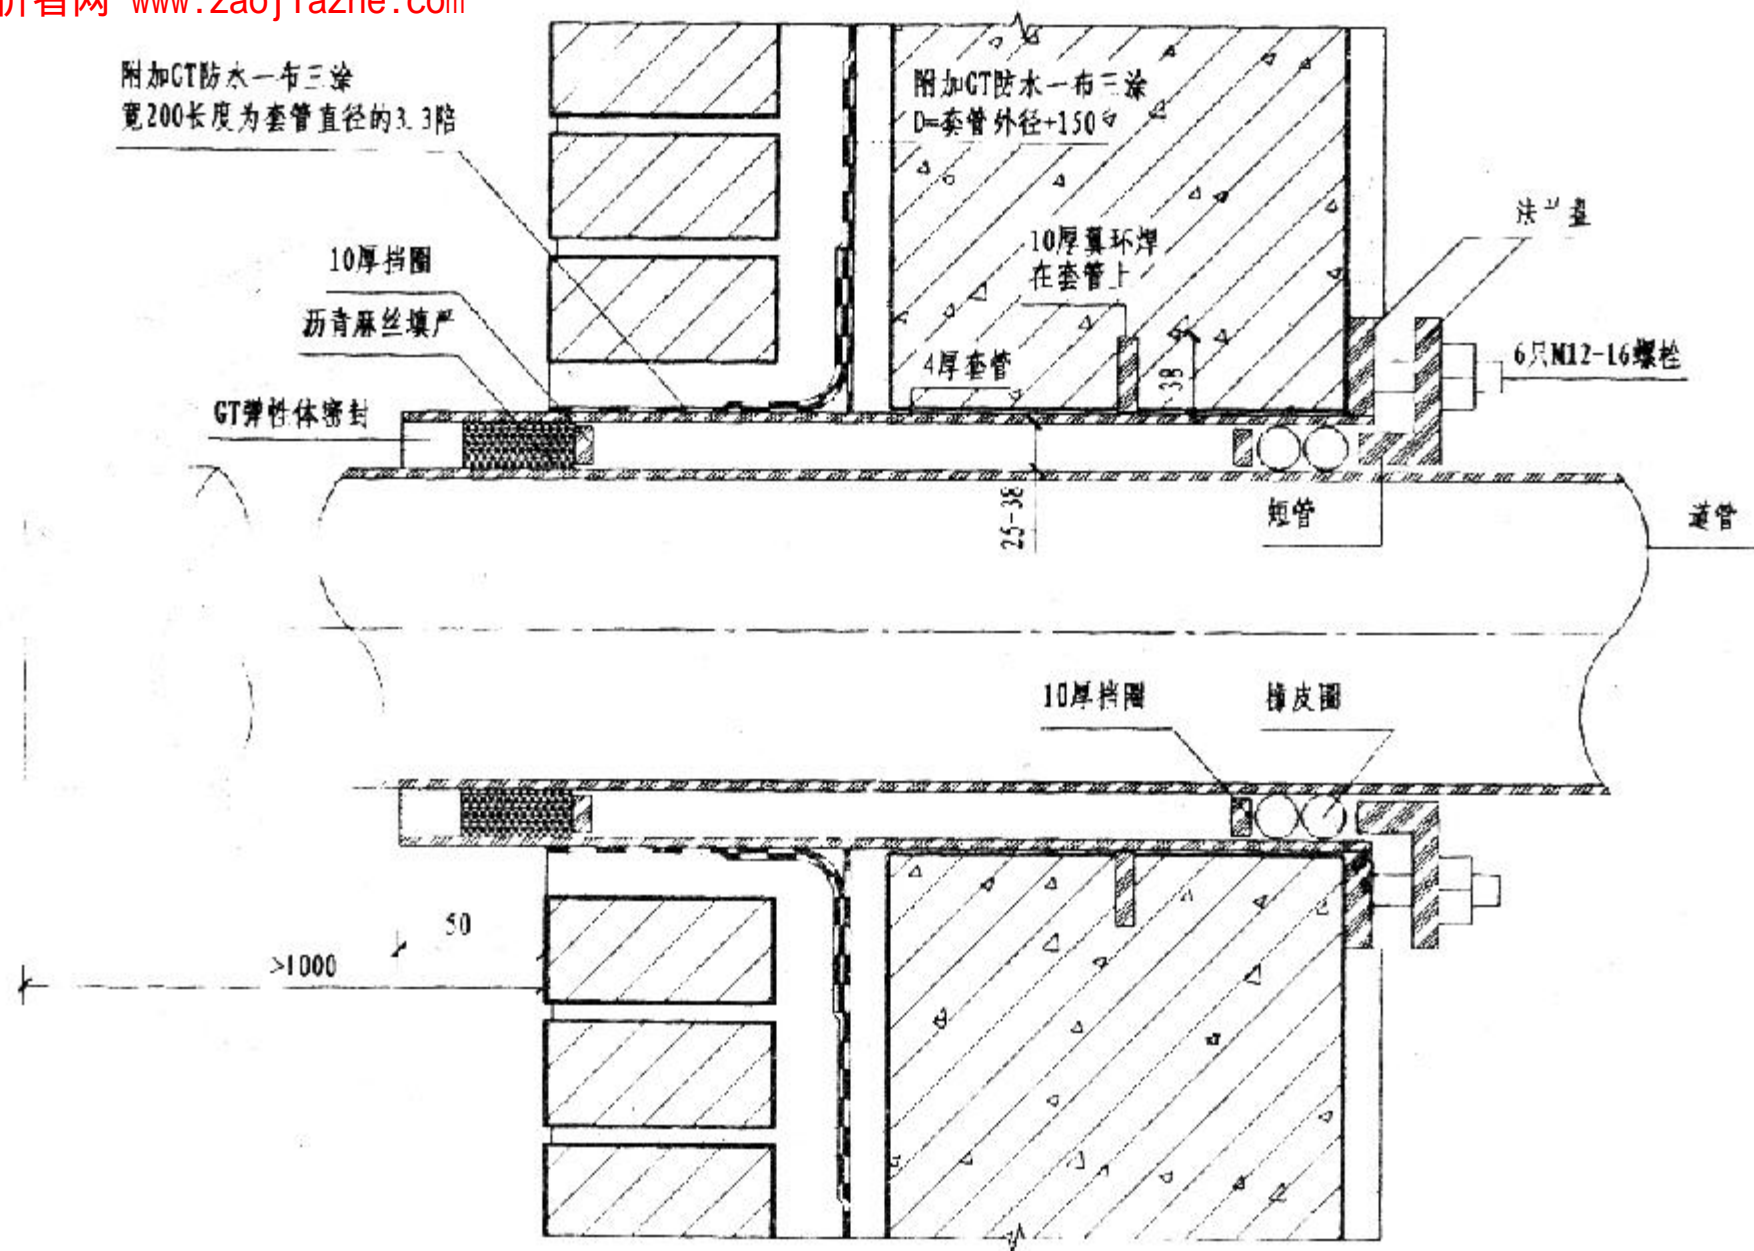 析者网 www.zaojiazhe.com
附加GT防水一布三涂
宽200长度为套管直径的3.3陪
10厚挡圈
沥青麻丝填严
GT弹性体密封
附加GT防水一布三涂
D=套管外径+150
10厚翼环焊
在套管上
4厚套管
38
法兰盘
6只M12-16螺栓
25-38
短管
道管
10厚挡圈
橡皮圈
50
>1000